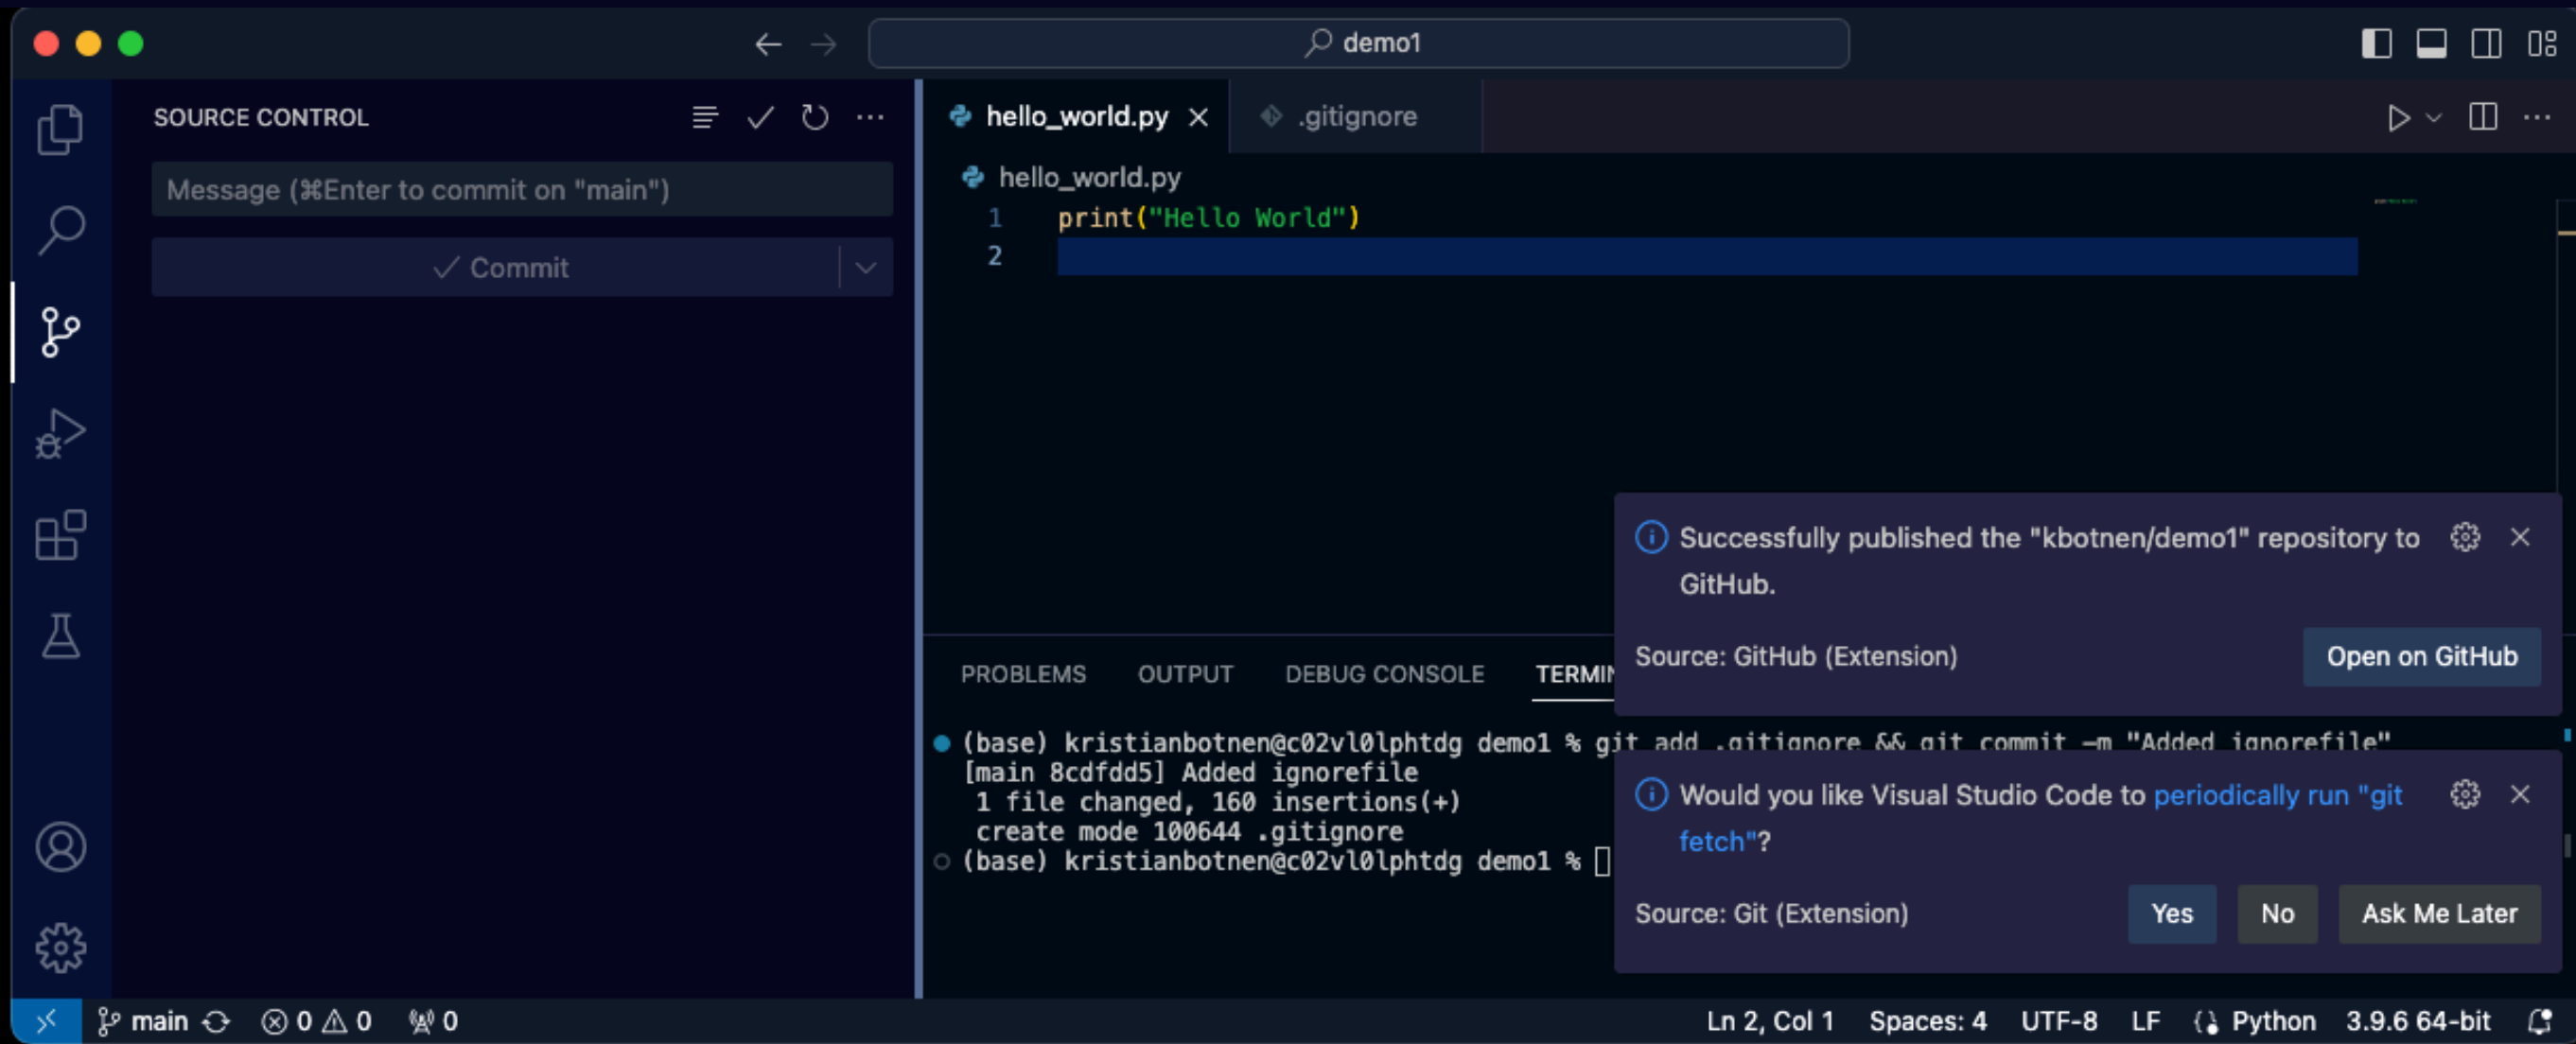 demo1
SOURCE CONTROL
Message (⌘Enter to commit on "main")
Commit
hello_world.py
.gitignore
hello_world.py
1 print("Hello World")
2
Successfully published the "kbotnen/demo1" repository to
GitHub.
Source: GitHub (Extension)
Open on GitHub
PROBLEMS OUTPUT DEBUG CONSOLE TERMIN
(base) kristianbotnen@c02vl0lphtdg demo1 % git add .gitignore && git commit -m "Added ignorefile"
[main 8cdfdd5] Added ignorefile
1 file changed, 160 insertions(+)
create mode 100644 .gitignore
(base) kristianbotnen@c02vl0lphtdg demo1 %
Would you like Visual Studio Code to periodically run "git
fetch"?
Source: Git (Extension)
Yes No Ask Me Later
main 0 0 0 Ln 2, Col 1 Spaces: 4 UTF-8 LF Python 3.9.6 64-bit